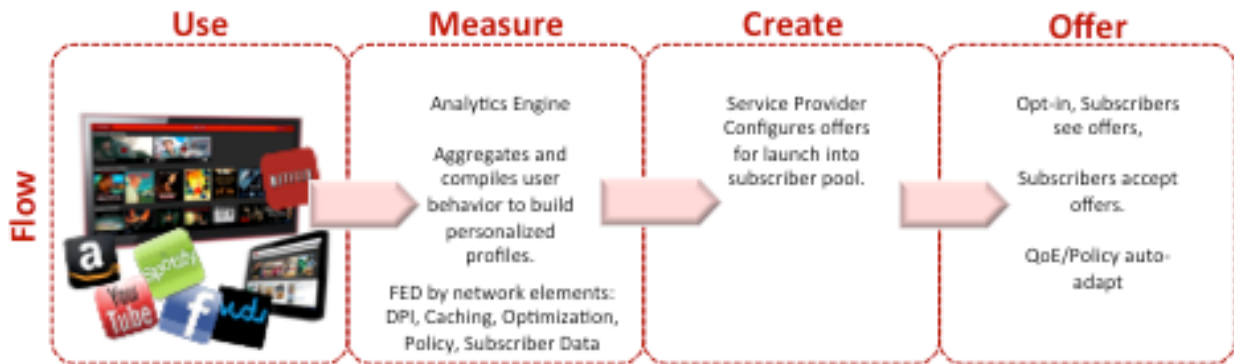 Use
Measure
Create
Offer
Flow
NETFLIX
a
Spotify
You
Tube
f
vudu
Analytics Engine
Aggregates and
compiles user
behavior to build
personalized
profiles.
FED by network elements:
DPI, Caching, Optimization,
Policy, Subscriber Data
Service Provider
Configures offers
for launch into
subscriber pool.
Opt-in, Subscribers
see offers,
Subscribers accept
offers.
QoE/Policy auto-
adapt